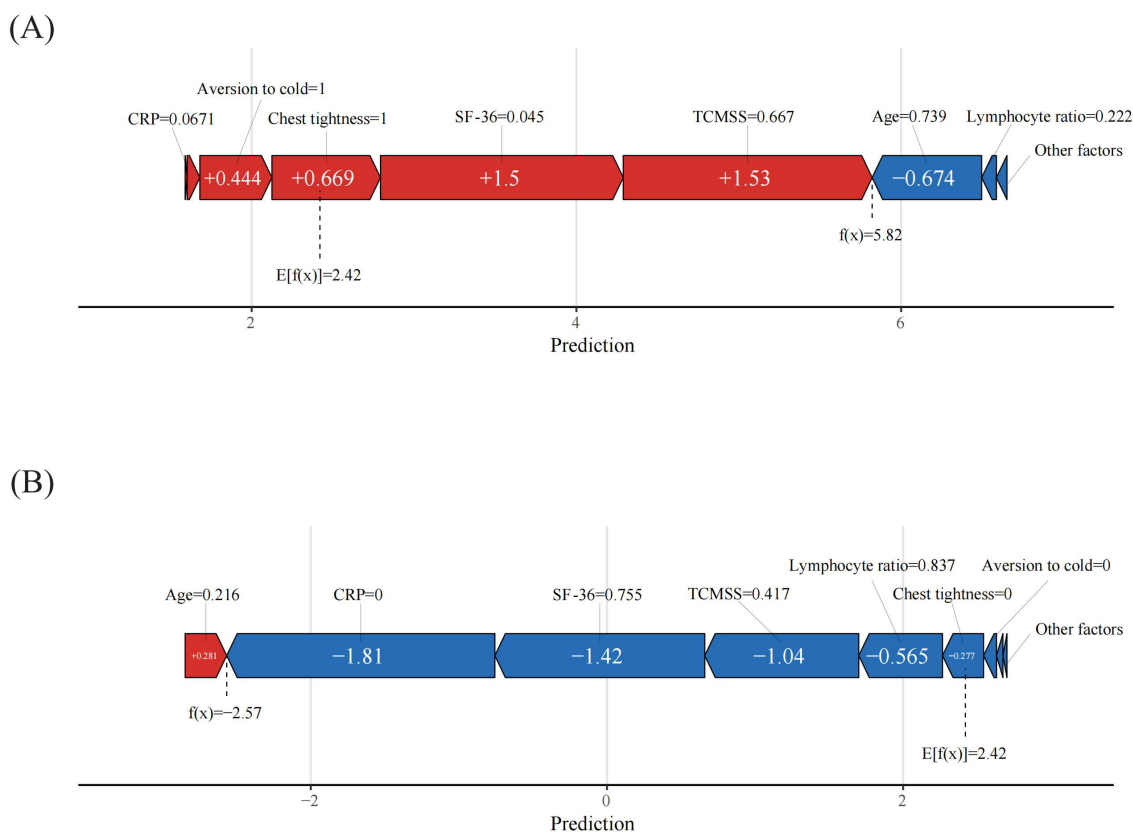 (A)
Aversion to cold=1
CRP=0.0671
Chest tightness=1
SF-36=0.045
TCMSS=0.667
Age=0.739
Lymphocyte ratio=0.222
Other factors
+0.444
+0.669
+1.5
+1.53
−0.674
f(x)=5.82
E[f(x)]=2.42
2
4
6
Prediction
(B)
Lymphocyte ratio=0.837
Aversion to cold=0
Age=0.216
CRP=0
SF-36=0.755
TCMSS=0.417
Chest tightness=0
Other factors
+0.281
−1.81
−1.42
−1.04
−0.565
−0.277
f(x)=−2.57
E[f(x)]=2.42
−2
0
2
Prediction